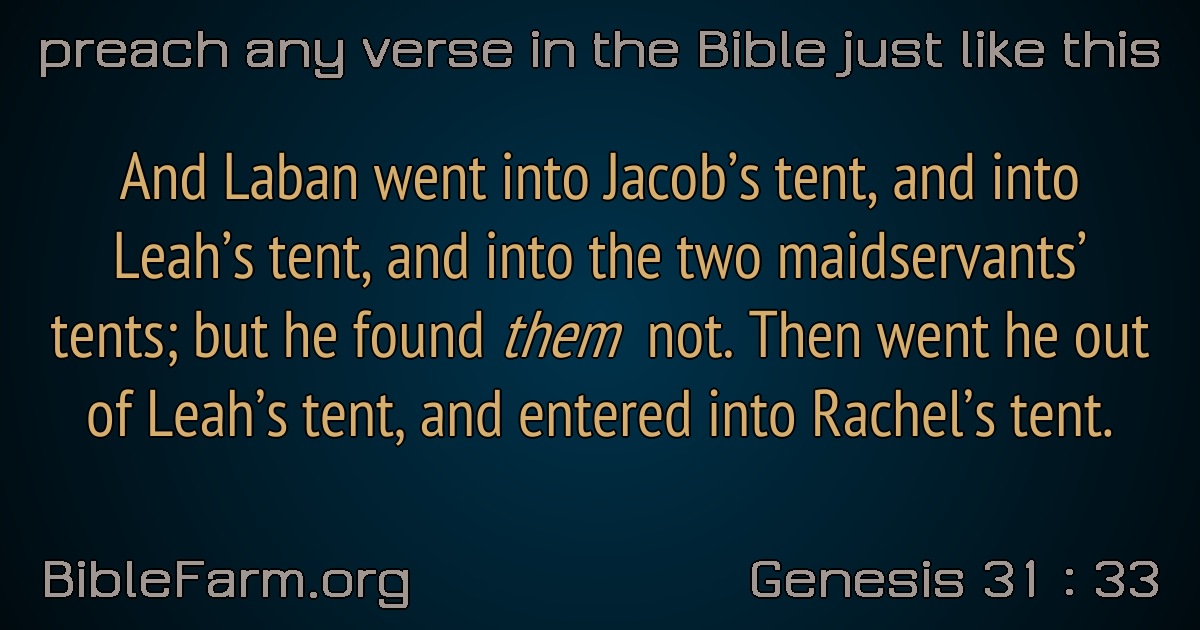 preach any verse in the Bible just like this
And Laban went into Jacob’s tent, and into
Leah’s tent, and into the two maidservants’
tents; but he found them not. Then went he out
of Leah’s tent, and entered into Rachel’s tent.
BibleFarm.org
Genesis 31 : 33